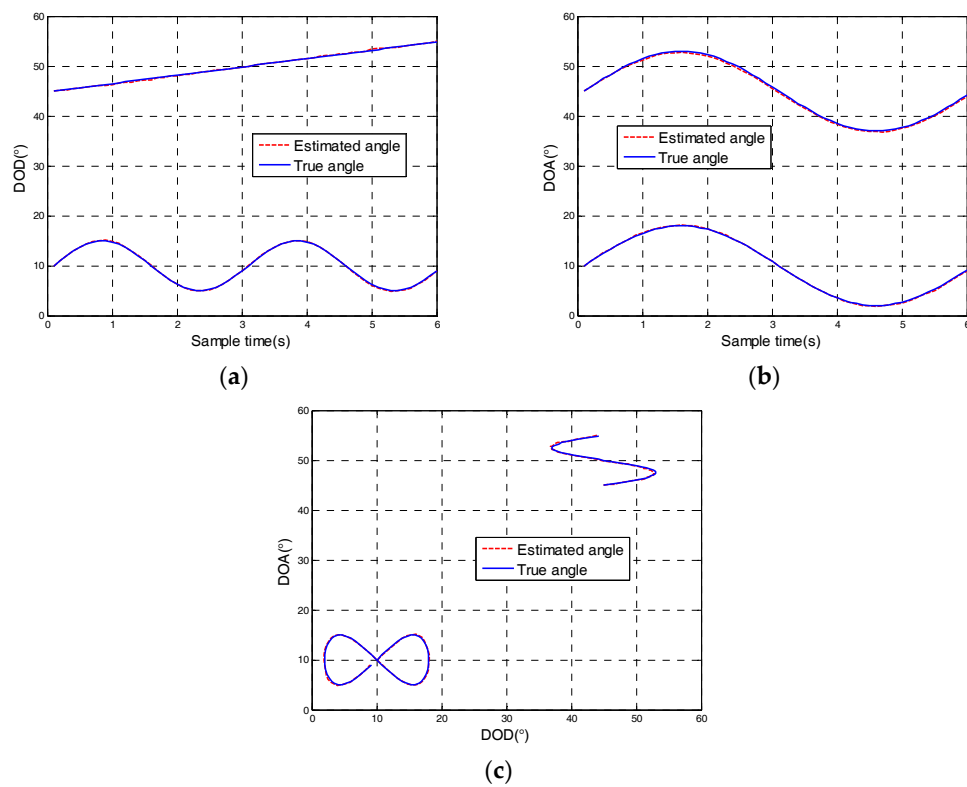 60
50
40
30
20
10
0
DOD(°)
Estimated angle
True angle
0 1 2 3 4 5 6
Sample time(s)
(a)
60
50
40
30
20
10
0
DOA(°)
Estimated angle
True angle
0 1 2 3 4 5 6
Sample time(s)
(b)
60
50
40
30
20
10
0
DOA(°)
Estimated angle
True angle
0 10 20 30 40 50 60
DOD(°)
(c)